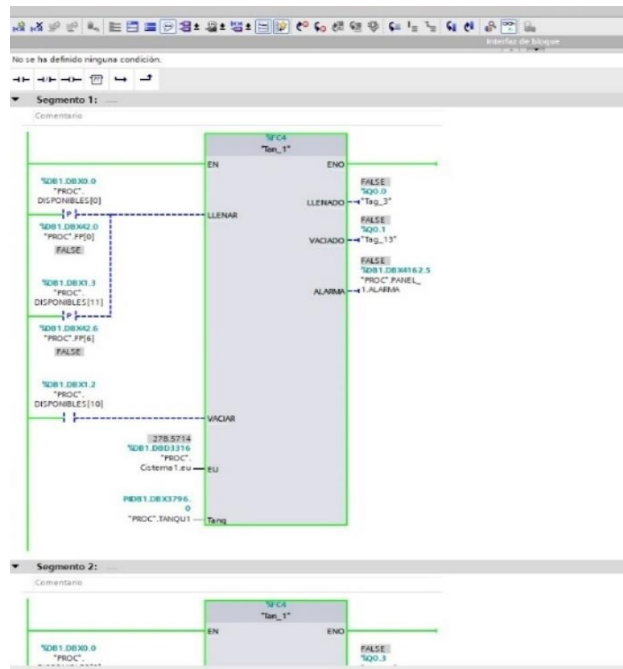 Interfaz de bloque
No se ha definido ninguna condición.
Segmento 1:
Comentario
%FC4
"Tan_1"
EN
ENO
%DB1.DBX0.0
"PROC".
DISPONIBLES[0]
P
LLENAR
%DB1.DBX42.0
"PROC".FP[0]
FALSE
%DB1.DBX1.3
"PROC".
DISPONIBLES[11]
P
%DB1.DBX42.6
"PROC".FP[6]
FALSE
%DB1.DBX1.2
"PROC".
DISPONIBLES[10]
VACIAR
278.5714
%DB1.DBD3316
"PROC".
Cisterna1.eu
EU
P#DB1.DBX3796.
0
"PROC".TANQU1
Tanq
FALSE
%Q0.0
LLENADO
"Tag_3"
FALSE
%Q0.1
VACIADO
"Tag_13"
FALSE
%DB1.DBX4162.5
"PROC".PANEL_
ALARMA
1.ALARMA
Segmento 2:
Comentario
%FC4
"Tan_1"
EN
ENO
%DB1.DBX0.0
"PROC".
FALSE
%Q0.3